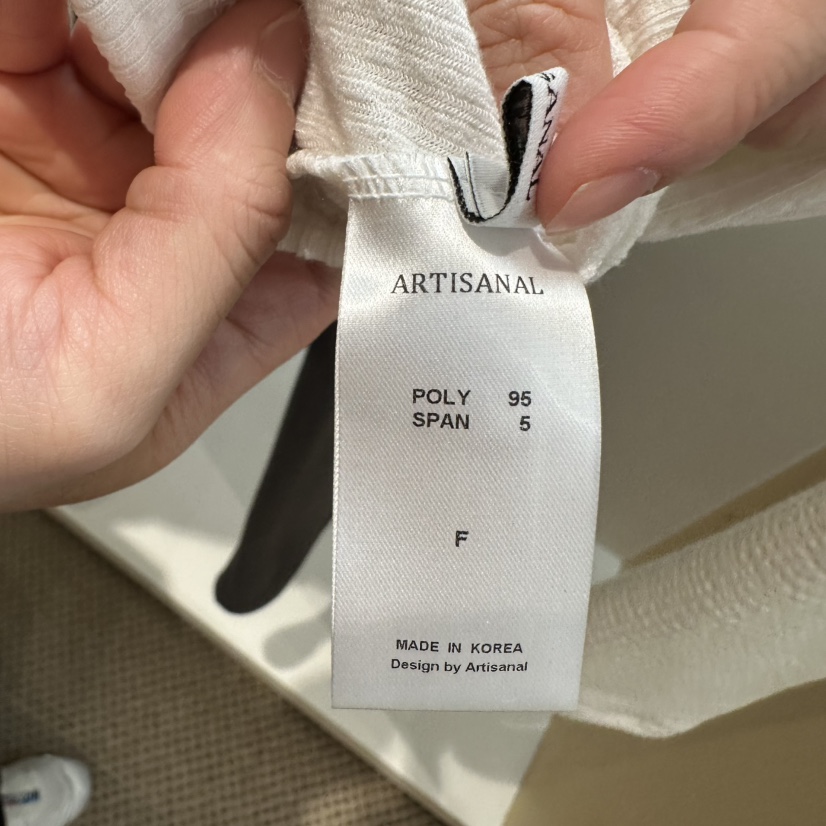 ARTISANAL
POLY 95
SPAN 5
F
MADE IN KOREA
Design by Artisanal